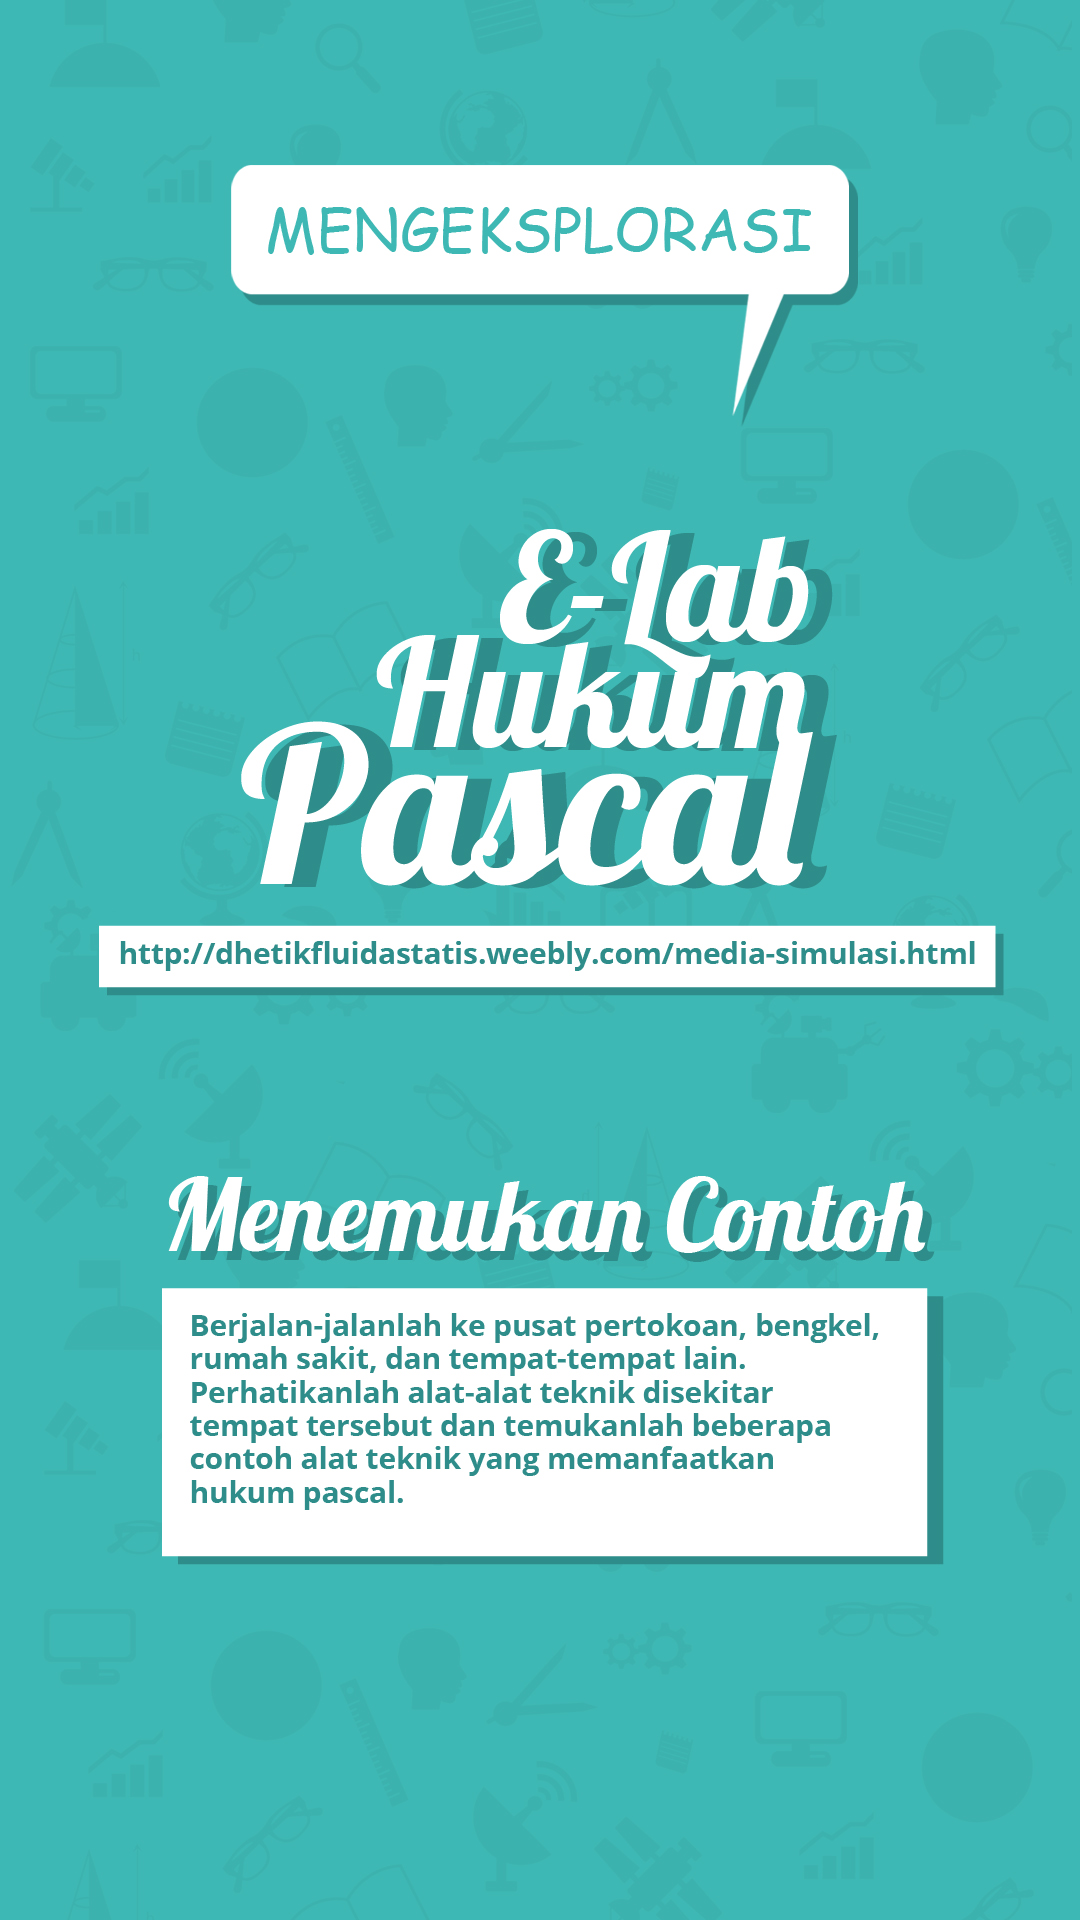 MENGEKSPLORASI
E-Lab
Hukum
Pascal
http://dhetikfluidastatis.weebly.com/media-simulasi.html
Menemukan Contoh
Berjalan-jalanlah ke pusat pertokoan, bengkel,
rumah sakit, dan tempat-tempat lain.
Perhatikanlah alat-alat teknik disekitar
tempat tersebut dan temukanlah beberapa
contoh alat teknik yang memanfaatkan
hukum pascal.